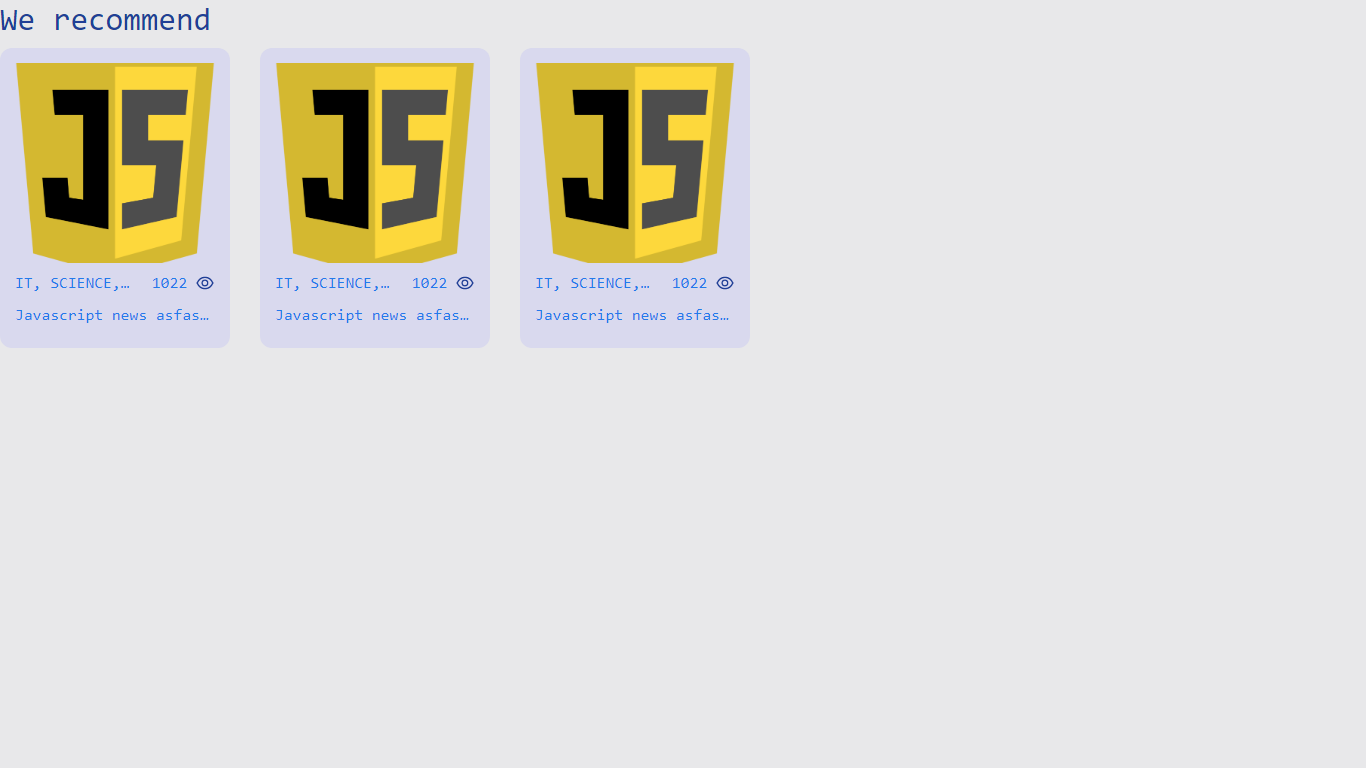 We recommend
JS JS JS
IT, SCIENCE,… 1022 IT, SCIENCE,… 1022 IT, SCIENCE,… 1022
Javascript news asfas… Javascript news asfas… Javascript news asfas…